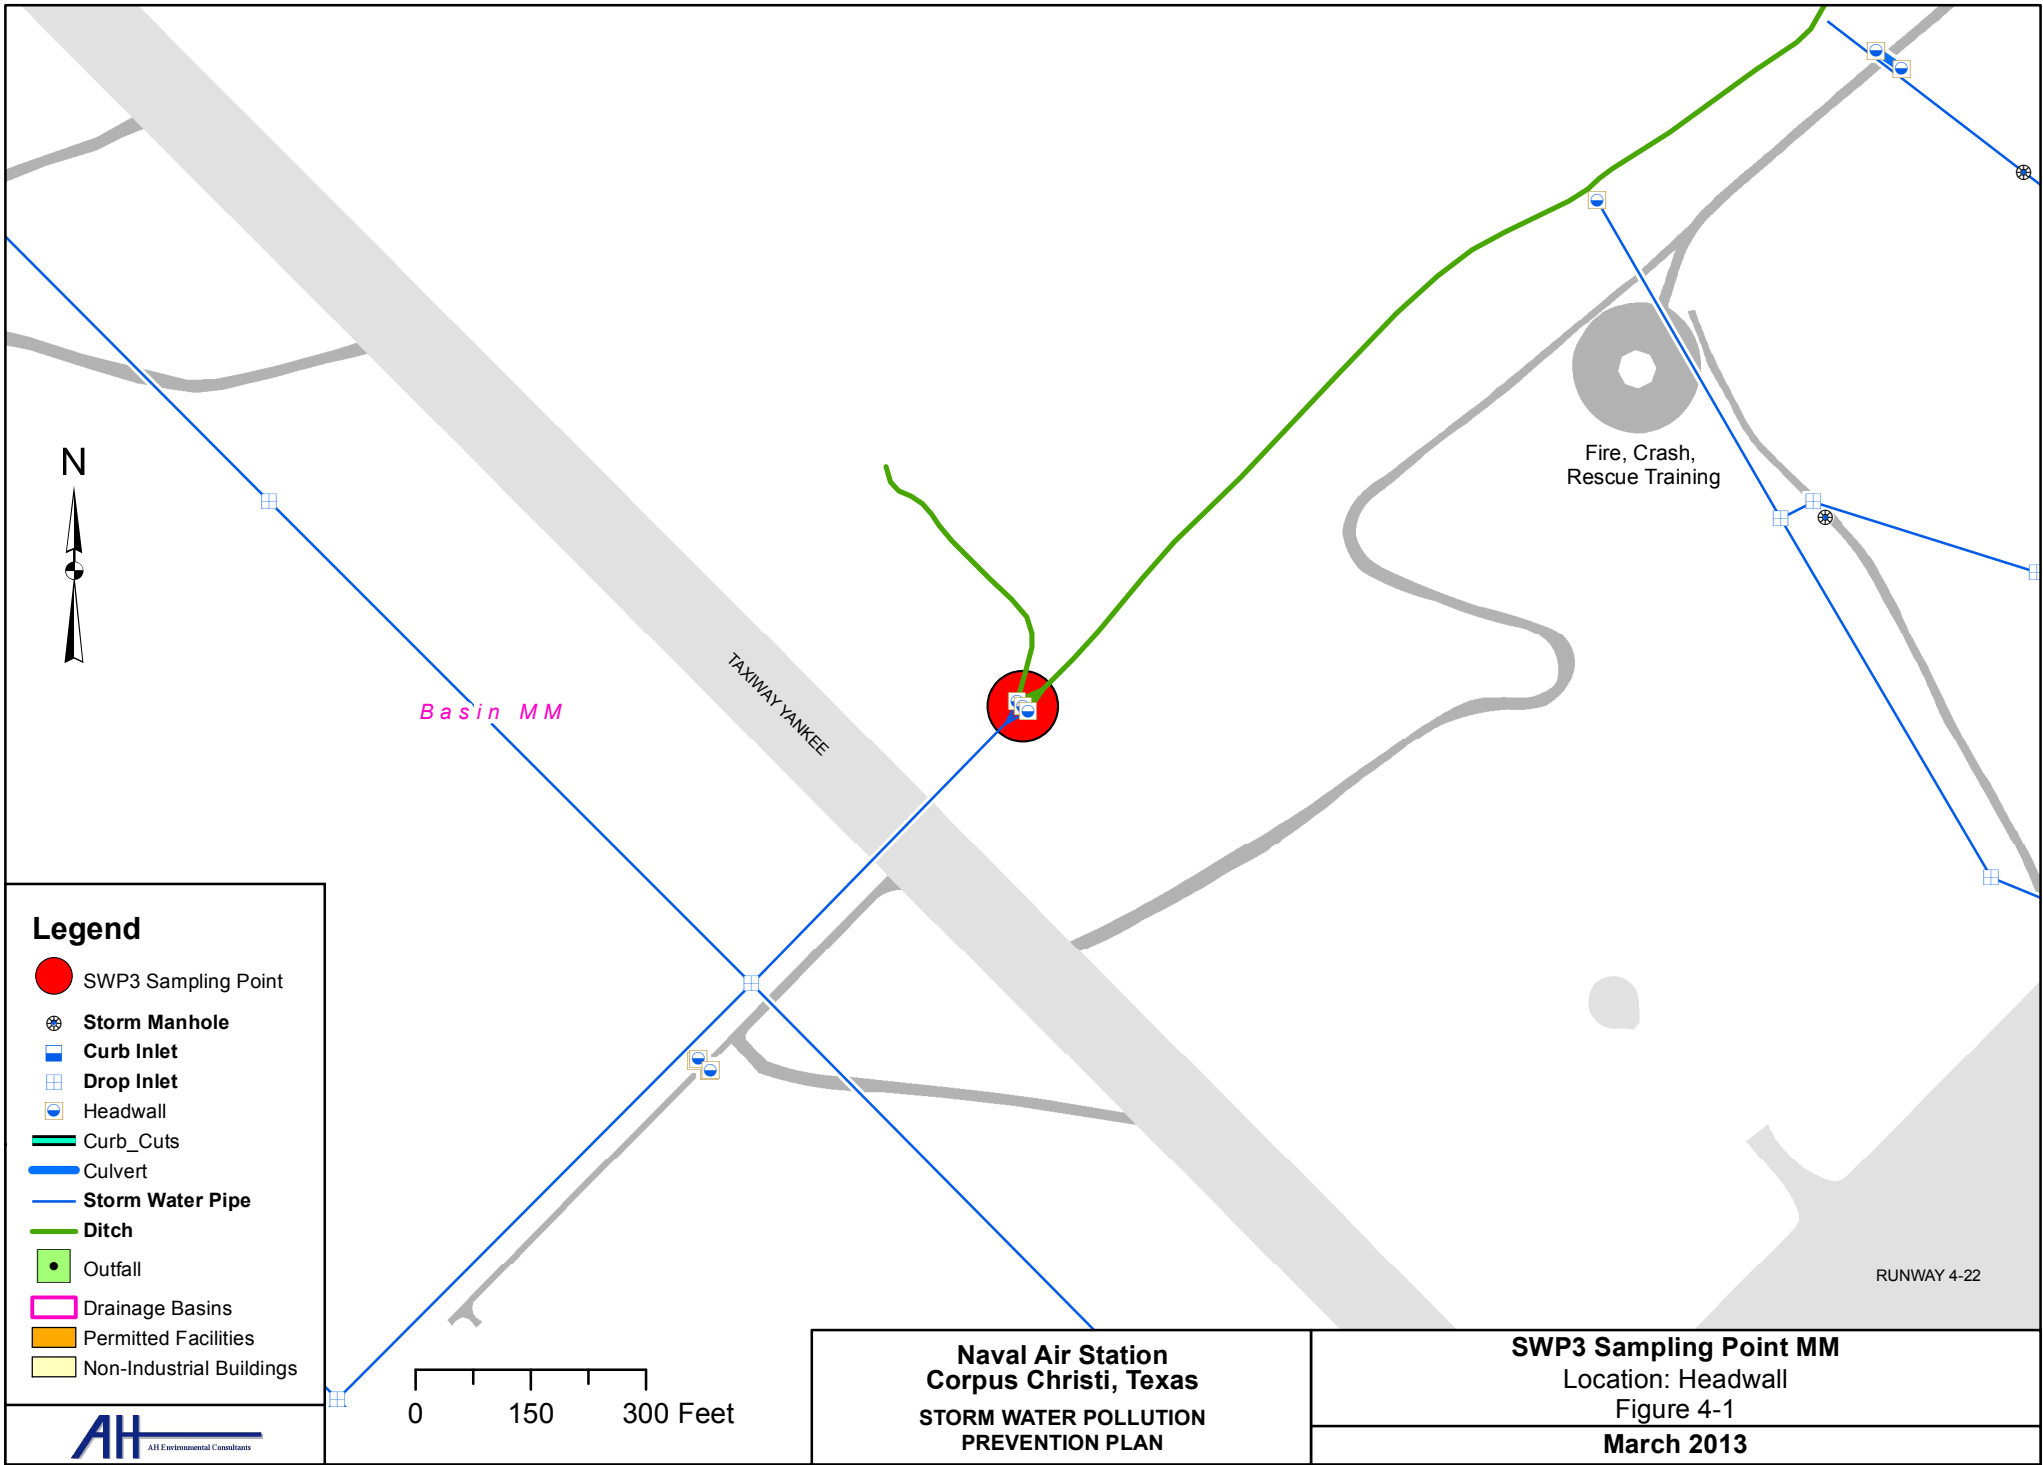 N
Fire, Crash,
Rescue Training
TAXIWAY YANKEE
Basin MM
RUNWAY 4-22
Legend
SWP3 Sampling Point
Storm Manhole
Curb Inlet
Drop Inlet
Headwall
Curb_Cuts
Culvert
Storm Water Pipe
Ditch
Outfall
Drainage Basins
Permitted Facilities
Non-Industrial Buildings
AH AH Environmental Consultants
0 150 300 Feet
Naval Air Station
Corpus Christi, Texas
STORM WATER POLLUTION
PREVENTION PLAN
SWP3 Sampling Point MM
Location: Headwall
Figure 4-1
March 2013